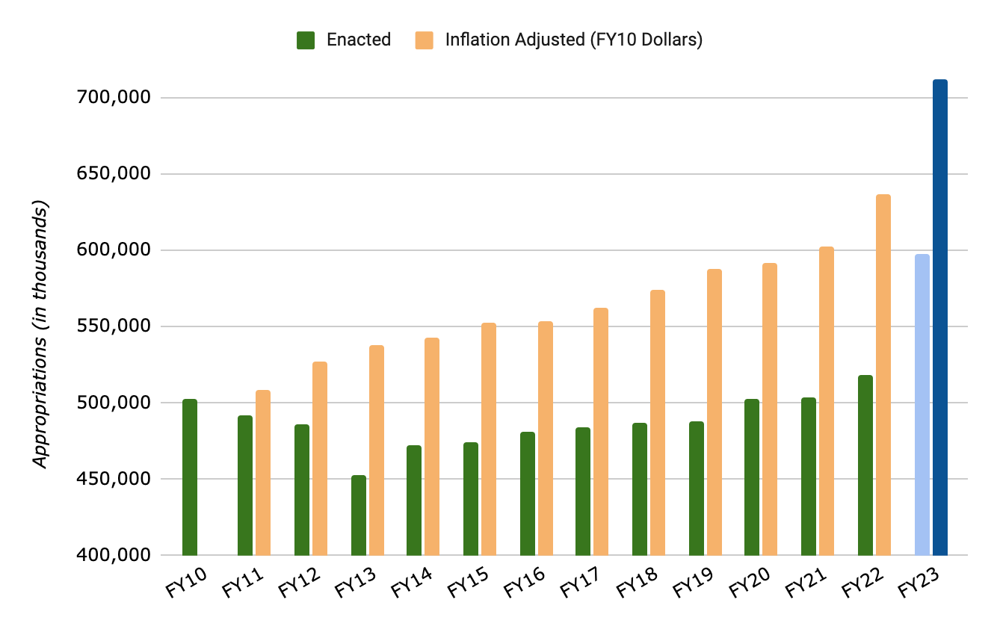 Enacted
Inflation Adjusted (FY10 Dollars)
Appropriations (in thousands)
700,000
650,000
600,000
550,000
500,000
450,000
400,000
FY10
FY11
FY12
FY13
FY14
FY15
FY16
FY17
FY18
FY19
FY20
FY21
FY22
FY23